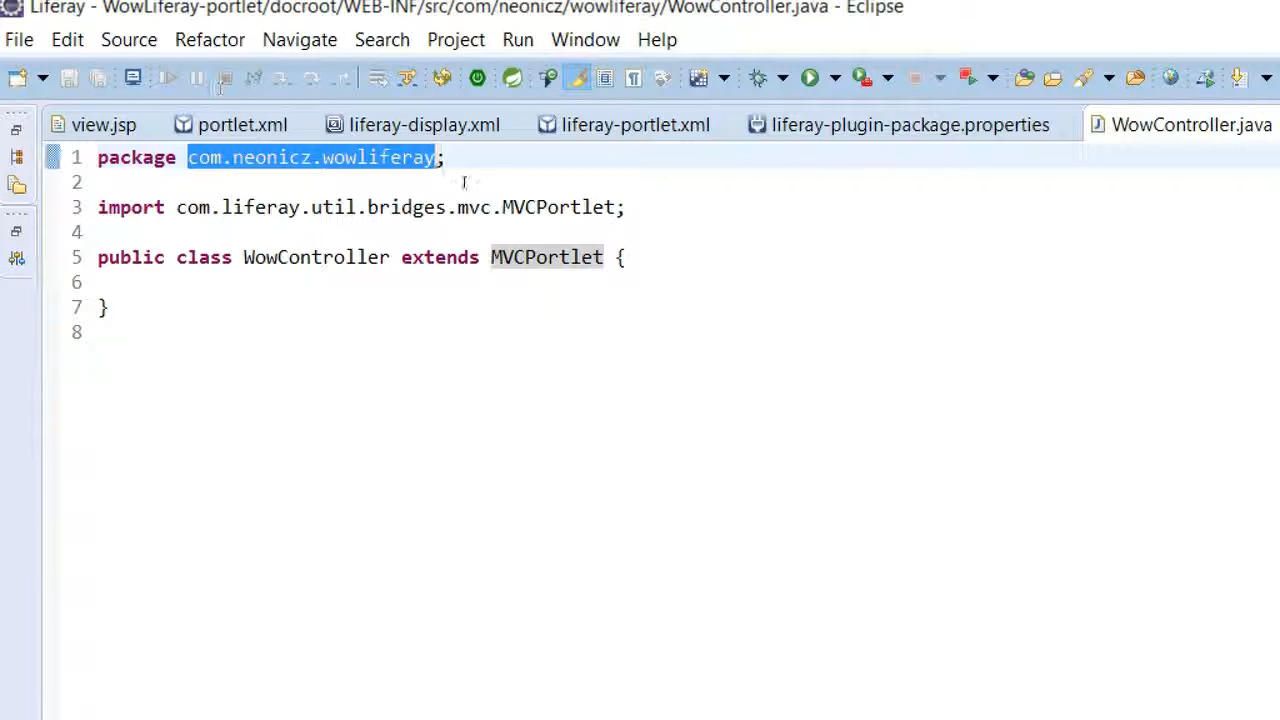 Liferay - WowLiferay-portlet/docroot/WEB-INF/src/com/neonicz/wowliferay/WowController.java - Eclipse
File Edit Source Refactor Navigate Search Project Run Window Help
view.jsp portlet.xml liferay-display.xml liferay-portlet.xml liferay-plugin-package.properties WowController.java
1 package com.neonicz.wowliferay;
2
3 import com.liferay.util.bridges.mvc.MVCPortlet;
4
5 public class WowController extends MVCPortlet {
6
7 }
8